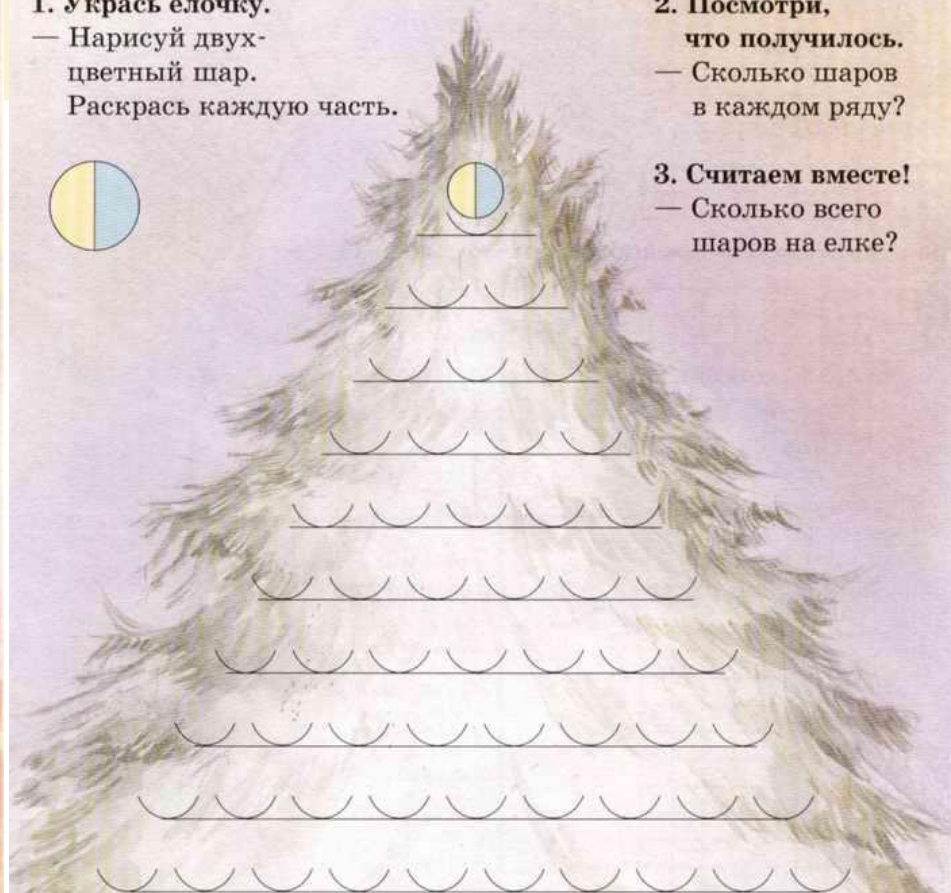 1. Укрась ёлочку.
— Нарисуй двух-
цветный шар.
Раскрась каждую часть.
2. Посмотри,
что получилось.
— Сколько шаров
в каждом ряду?
3. Считаем вместе!
— Сколько всего
шаров на елке?